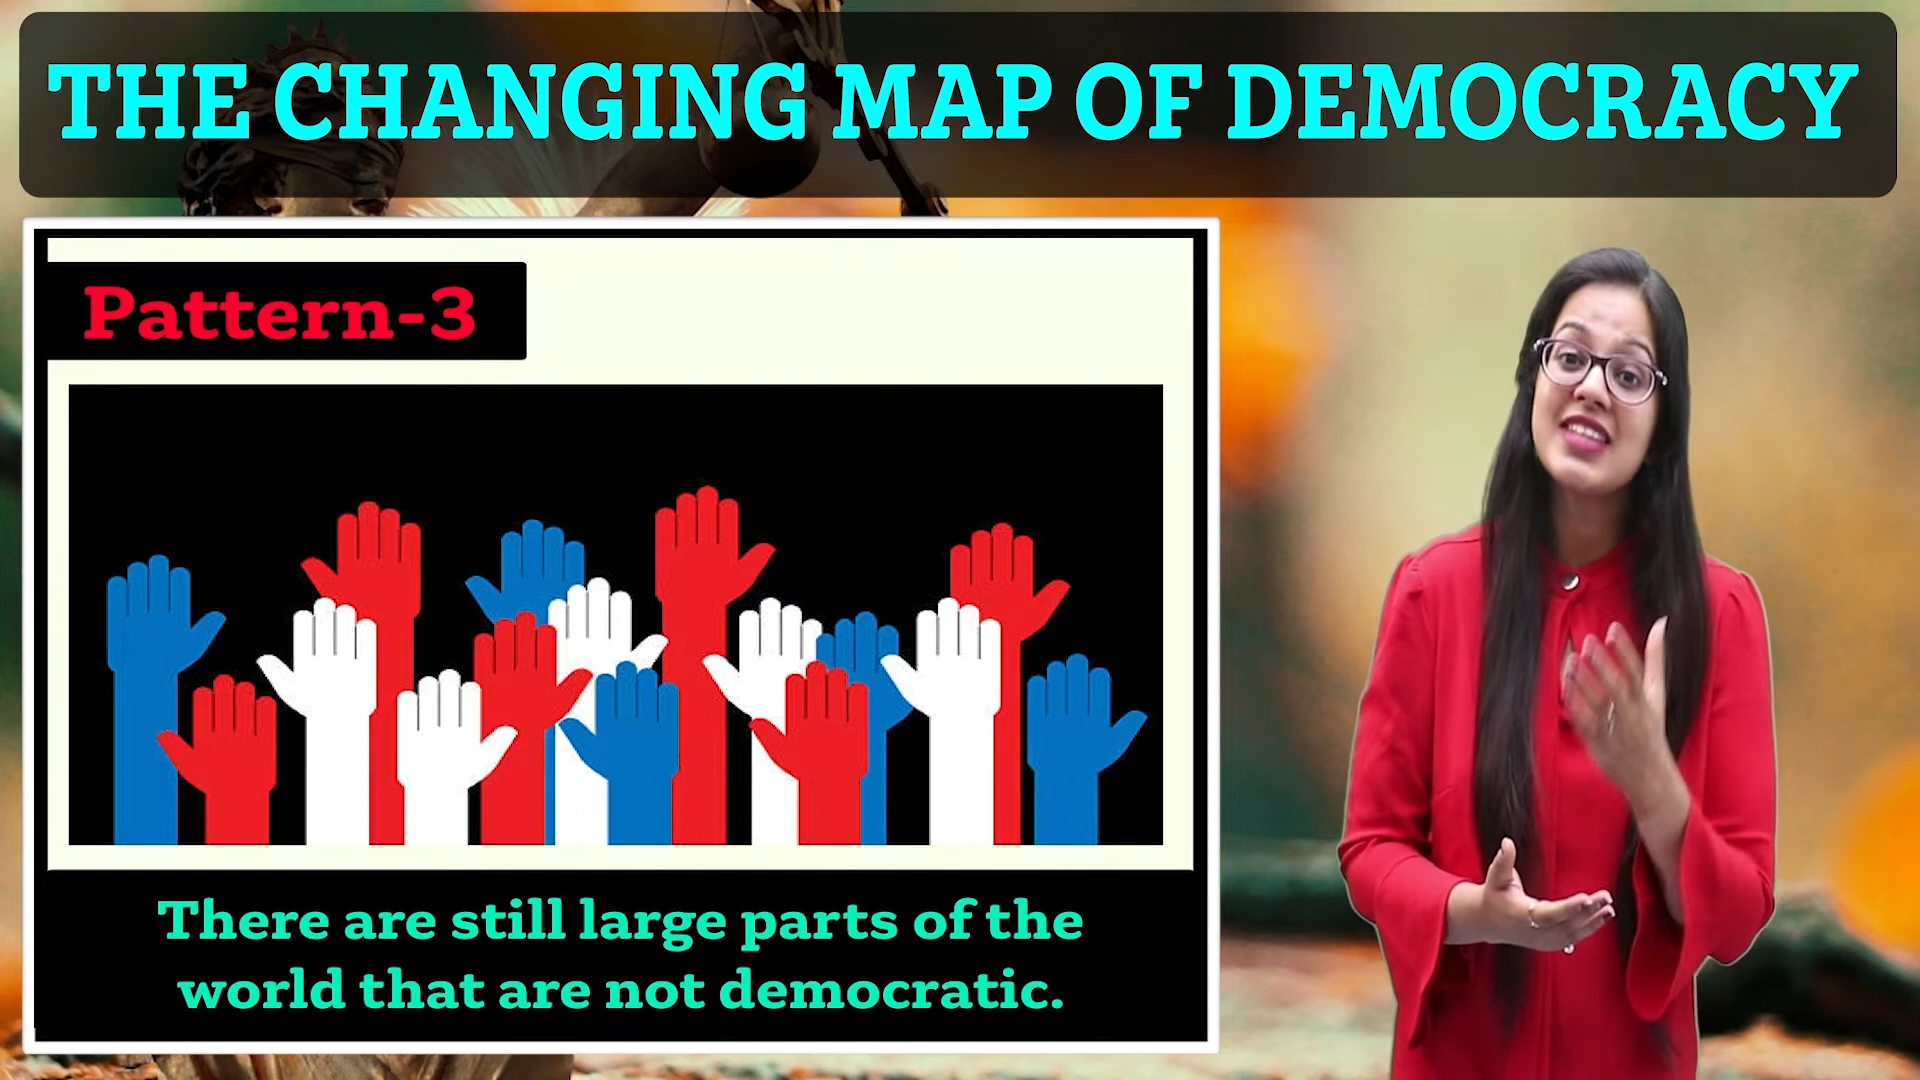 THE CHANGING MAP OF DEMOCRACY
Pattern-3
There are still large parts of the
world that are not democratic.